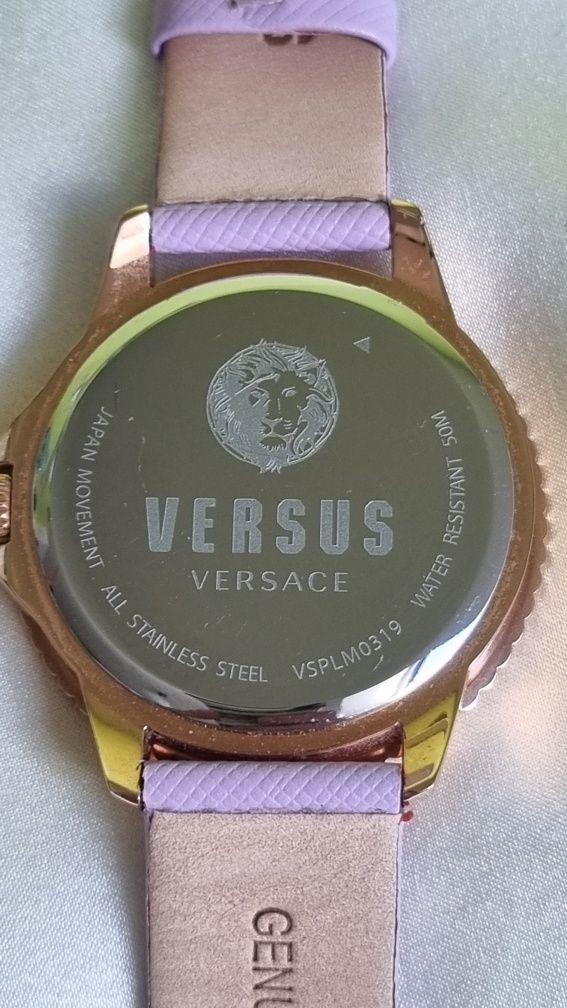 VERSUS
VERSACE
JAPAN MOVEMENT
ALL STAINLESS STEEL
VSPLM0319
WATER RESISTANT 50M
GENU